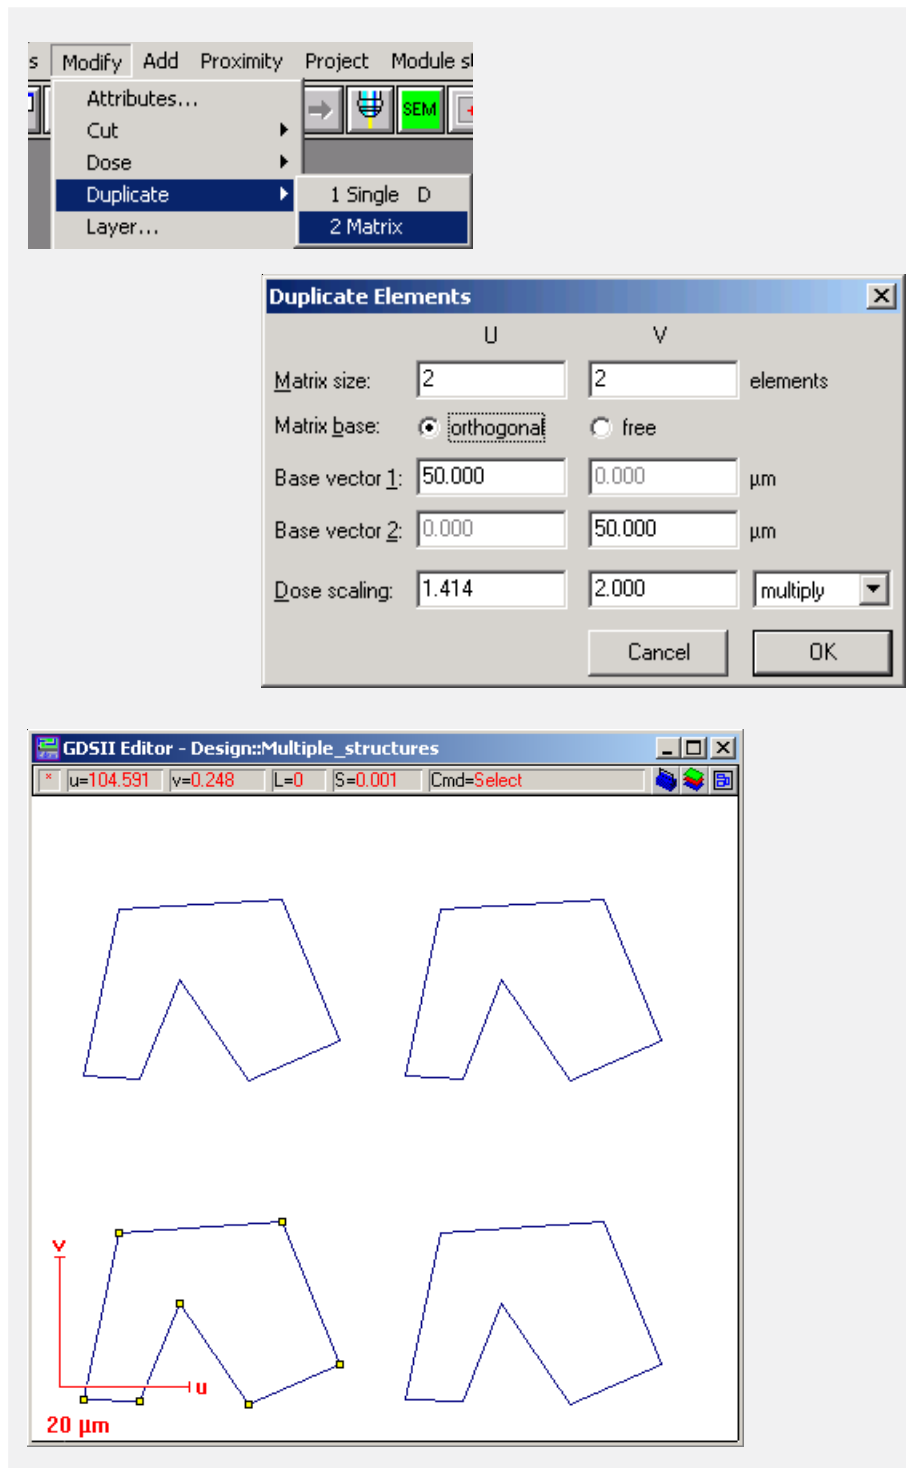 s Modify Add Proximity Project Module st
Attributes...
SEM
Cut
Dose
Duplicate
1 Single D
Layer...
2 Matrix
Duplicate Elements
U V
Matrix size: 2 2 elements
Matrix base: orthogonal free
Base vector 1: 50.000 0.000 µm
Base vector 2: 0.000 50.000 µm
Dose scaling: 1.414 2.000 multiply
Cancel OK
GDSII Editor - Design::Multiple_structures
* u=104.591 v=0.248 L=0 S=0.001 Cmd=Select
v
u
20 µm